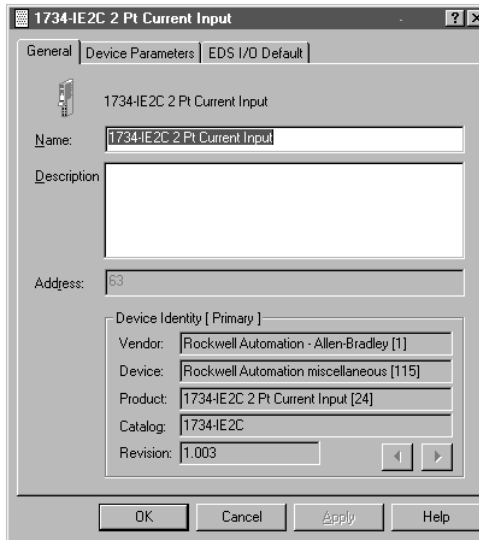 1734-IE2C 2 Pt Current Input
General Device Parameters EDS I/O Default
1734-IE2C 2 Pt Current Input
Name: 1734-IE2C 2 Pt Current Input
Description
Address: 63
Device Identity [ Primary ]
Vendor: Rockwell Automation - Allen-Bradley [1]
Device: Rockwell Automation miscellaneous [115]
Product: 1734-IE2C 2 Pt Current Input [24]
Catalog: 1734-IE2C
Revision: 1.003
OK Cancel Apply Help